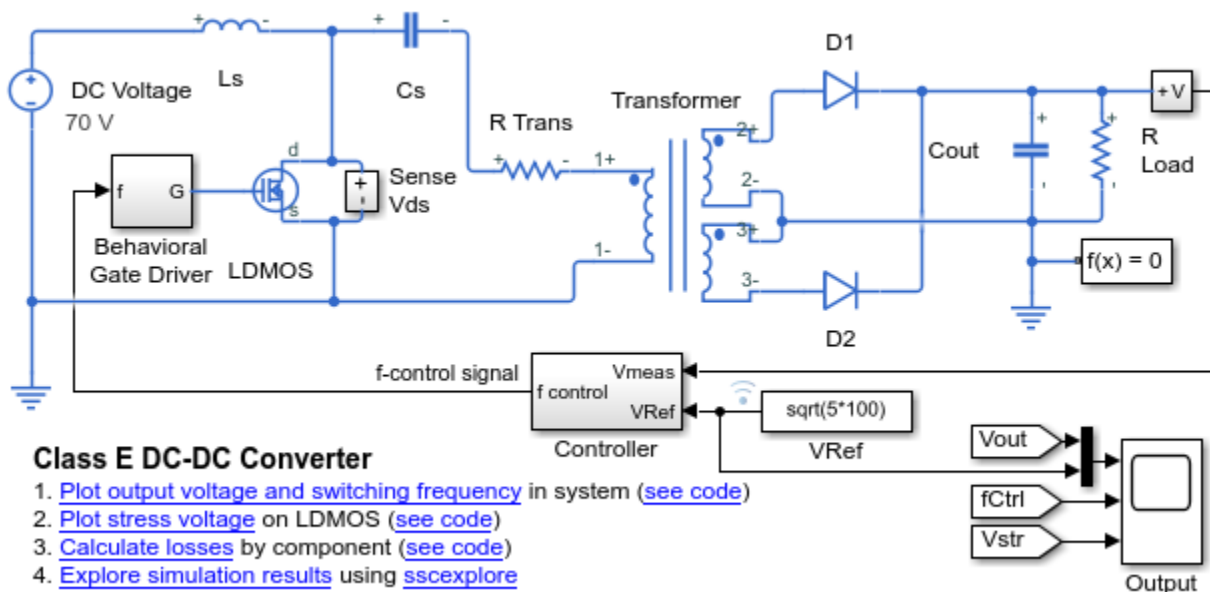 +
-
+
-
Ls
Cs
+
-
DC Voltage
70 V
D1
Transformer
2+
2-
+V
+
-
Cout
+
-
R
Load
R Trans
+
-
1+
1-
d
s
+
-
Sense
Vds
f
G
Behavioral
Gate Driver
LDMOS
3+
3-
D2
f(x) = 0
f-control signal
Vmeas
f control
VRef
Controller
sqrt(5*100)
VRef
Vout
fCtrl
Vstr
Output
Class E DC-DC Converter
1. Plot output voltage and switching frequency in system (see code)
2. Plot stress voltage on LDMOS (see code)
3. Calculate losses by component (see code)
4. Explore simulation results using sscexplore